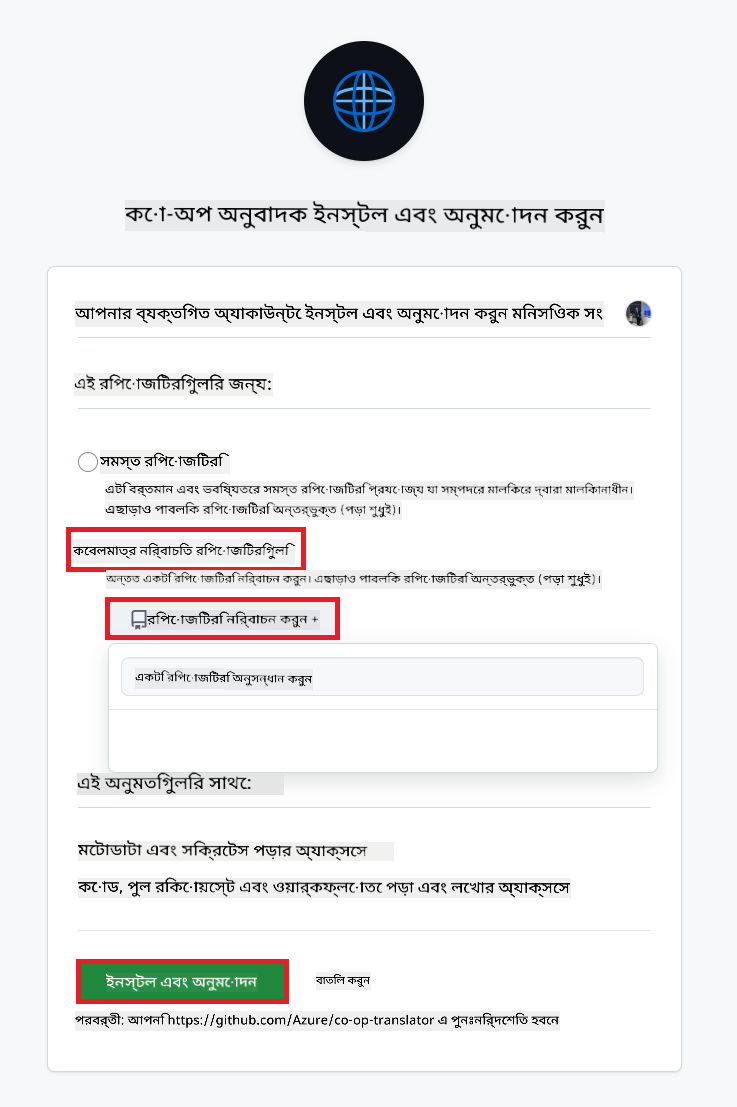 কো-অপ অনুবাদক ইনস্টল এবং অনুমোদন করুন
আপনার ব্যক্তিগত অ্যাকাউন্টে ইনস্টল এবং অনুমোদন করুন মিনসিওক সং
এই রিপোজিটরিগুলির জন্য:
সমস্ত রিপোজিটরি
এটি বর্তমান এবং ভবিষ্যতের সমস্ত রিপোজিটরি প্রযোজ্য যা সম্পদের মালিকের দ্বারা মালিকানাধীন।
এছাড়াও পাবলিক রিপোজিটরি অন্তর্ভুক্ত (পড়া শুধুই)।
কেবলমাত্র নির্বাচিত রিপোজিটরিগুলি
অন্তত একটি রিপোজিটরি নির্বাচন করুন। এছাড়াও পাবলিক রিপোজিটরি অন্তর্ভুক্ত (পড়া শুধুই)।
রিপোজিটরি নির্বাচন করুন +
একটি রিপোজিটরি অনুসন্ধান করুন
এই অনুমতিগুলির সাথে:
মেটাডাটা এবং সিক্রেটস পড়ার অ্যাক্সেস
কোড, পুল রিকোয়েস্ট এবং ওয়ার্কফ্লোতে পড়া এবং লেখার অ্যাক্সেস
ইনস্টল এবং অনুমোদন
বাতিল করুন
পরবর্তী: আপনি https://github.com/Azure/co-op-translator এ পুনঃনির্দেশিত হবেন